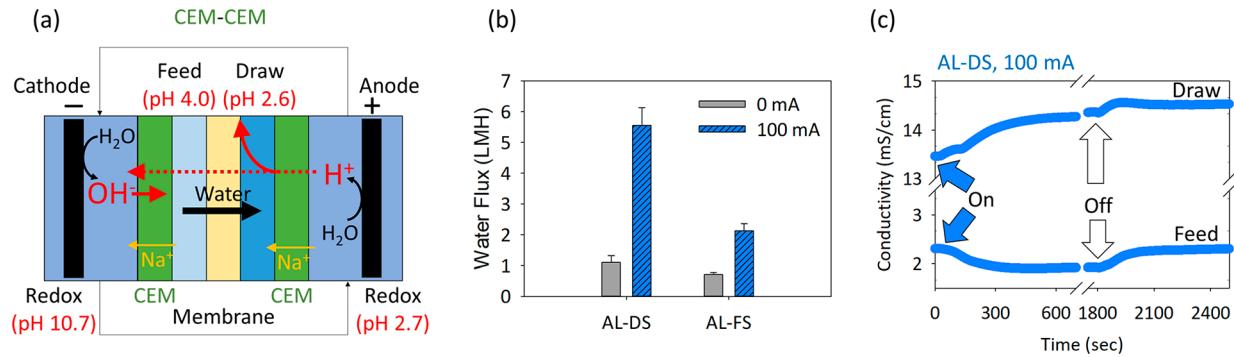 (a)
CEM-CEM
Cathode
Feed
Draw
Anode
−
(pH 4.0)
(pH 2.6)
+
H₂O
OH⁻
H⁺
Water
H₂O
Na⁺
Na⁺
Redox
CEM
CEM
Redox
(pH 10.7)
Membrane
(pH 2.7)
(b)
7
6
5
4
3
2
1
0
Water Flux (LMH)
0 mA
100 mA
AL-DS
AL-FS
(c)
AL-DS, 100 mA
15
14
13
3
2
Conductivity (mS/cm)
Draw
On
Off
Feed
0
300
600
1800
2100
2400
Time (sec)